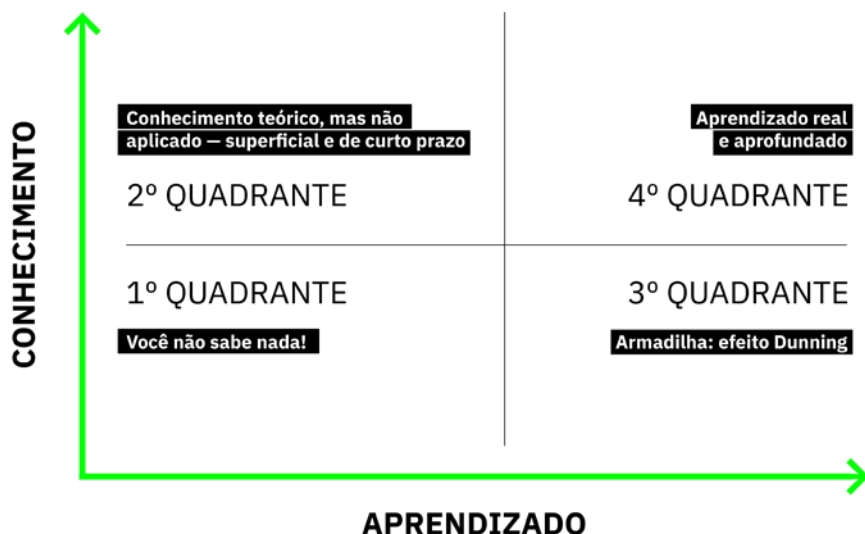 CONHECIMENTO
Conhecimento teórico, mas não
aplicado — superficial e de curto prazo
2º QUADRANTE
Aprendizado real
e aprofundado
4º QUADRANTE
1º QUADRANTE
Você não sabe nada!
3º QUADRANTE
Armadilha: efeito Dunning
APRENDIZADO